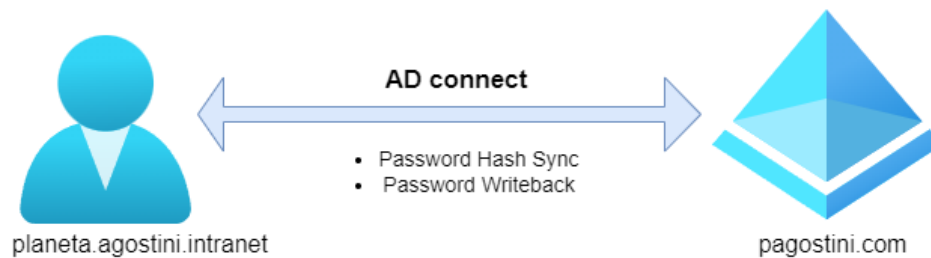 AD connect
• Password Hash Sync
• Password Writeback
planeta.agostini.intranet
pagostini.com